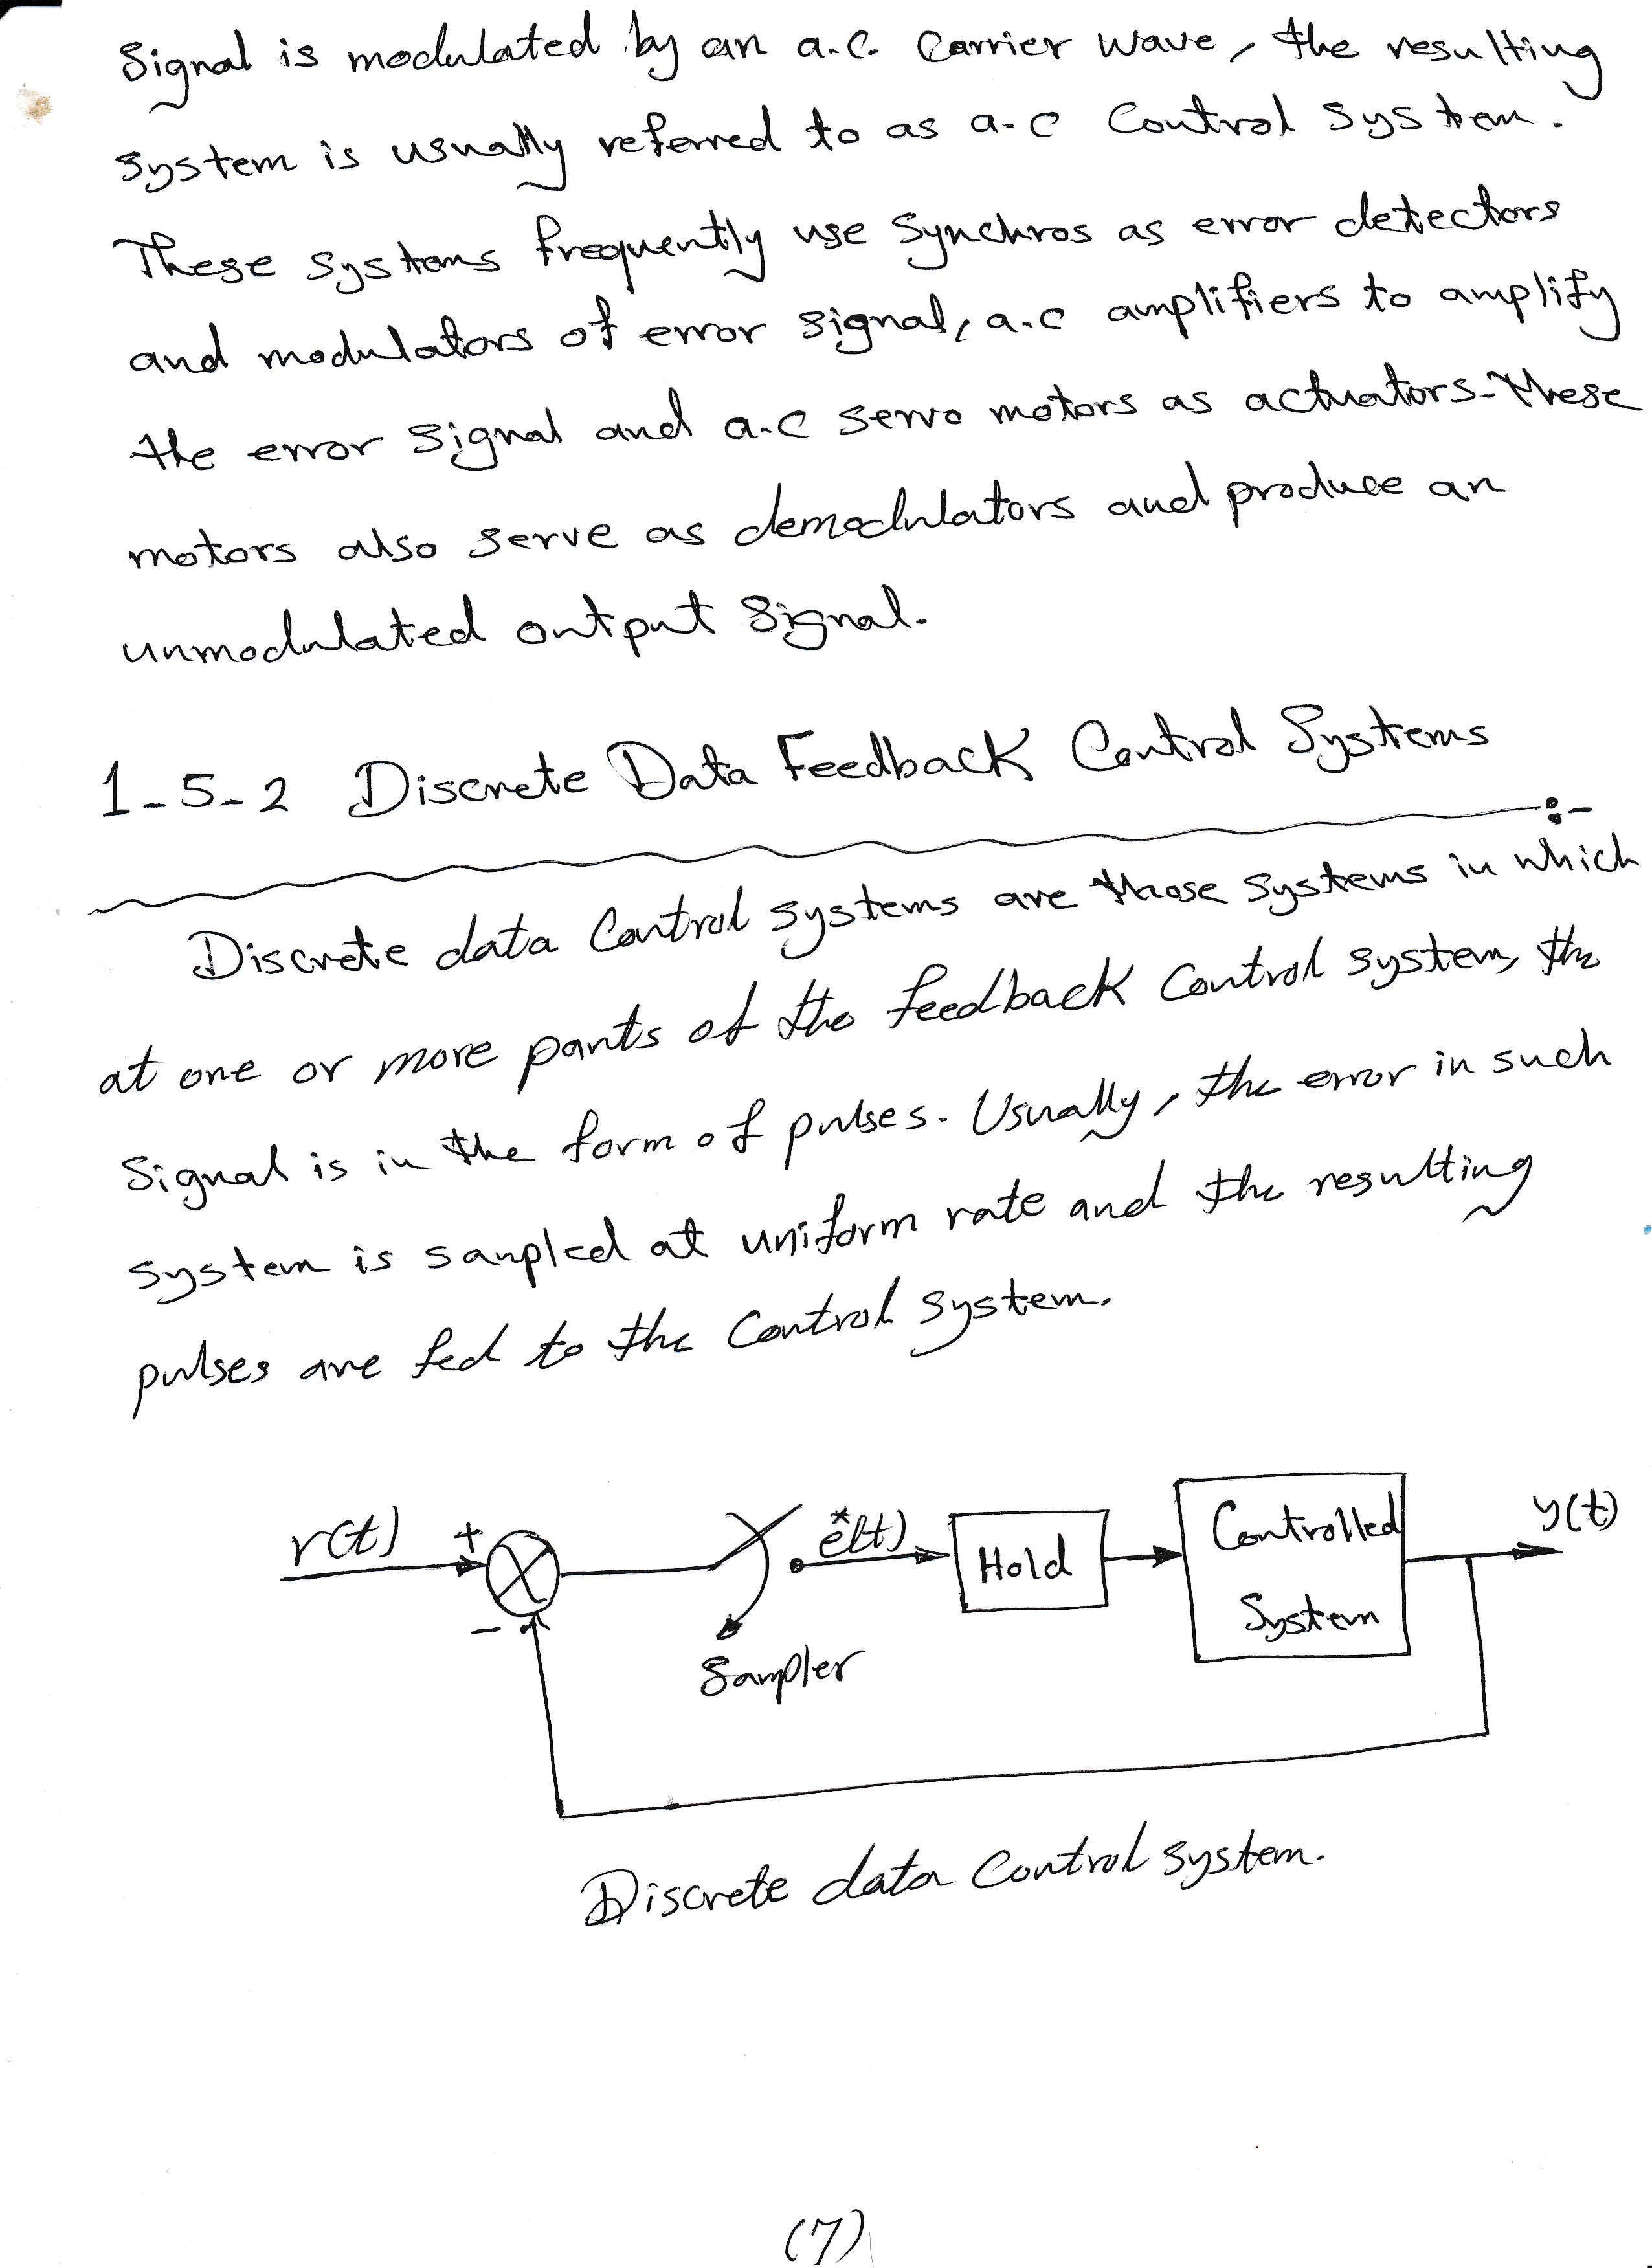 Signal is modulated by an a.c. Carrier wave, the resulting
system is usually referred to as a-c Control system.
These systems frequently use Synchros as error detectors
and modulators of error signal, a.c amplifiers to amplify
the error signal and a.c servo motors as actuators. These
motors also serve as demodulators and produce an
unmodulated output signal.
1-5-2 Discrete Data Feedback Control Systems
:-
Discrete data Control systems are those systems in which
at one or more parts of the feedback Control system, the
Signal is in the form of pulses. Usually, the error in such
system is sampled at uniform rate and the resulting
pulses are fed to the Control system.
r(t) + - Sampler e*(t) Hold Controlled System y(t)
Discrete data Control system.
(7)